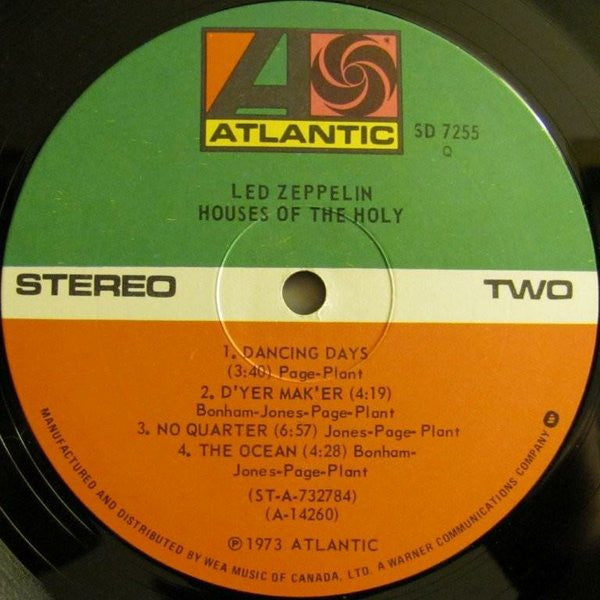 ATLANTIC
SD 7255
Q
LED ZEPPELIN
HOUSES OF THE HOLY
STEREO TWO
1. DANCING DAYS
(3:40) Page-Plant
2. D'YER MAK'ER (4:19)
Bonham-Jones-Page-Plant
3. NO QUARTER (6:57) Jones-Page-Plant
4. THE OCEAN (4:28) Bonham-
Jones-Page-Plant
(ST-A-732784)
(A-14260)
℗ 1973 ATLANTIC
MANUFACTURED AND DISTRIBUTED BY WEA MUSIC OF CANADA, LTD. A WARNER COMMUNICATIONS COMPANY